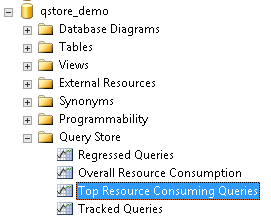 qstore_demo
Database Diagrams
Tables
Views
External Resources
Synonyms
Programmability
Query Store
Regressed Queries
Overall Resource Consumption
Top Resource Consuming Queries
Tracked Queries